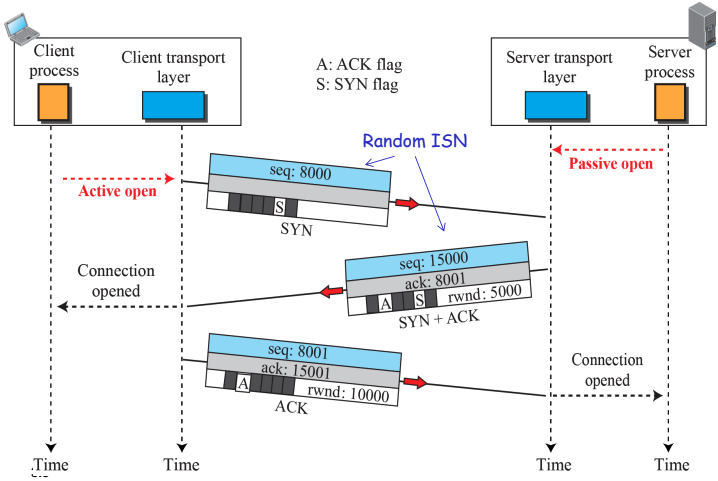 Client
process
Client transport
layer
A: ACK flag
S: SYN flag
Server transport
layer
Server
process
Random ISN
Active open
Passive open
seq: 8000
S
SYN
seq: 15000
ack: 8001
A
S
rwnd: 5000
SYN + ACK
Connection
opened
seq: 8001
ack: 15001
A
rwnd: 10000
ACK
Connection
opened
Time
Time
Time
Time